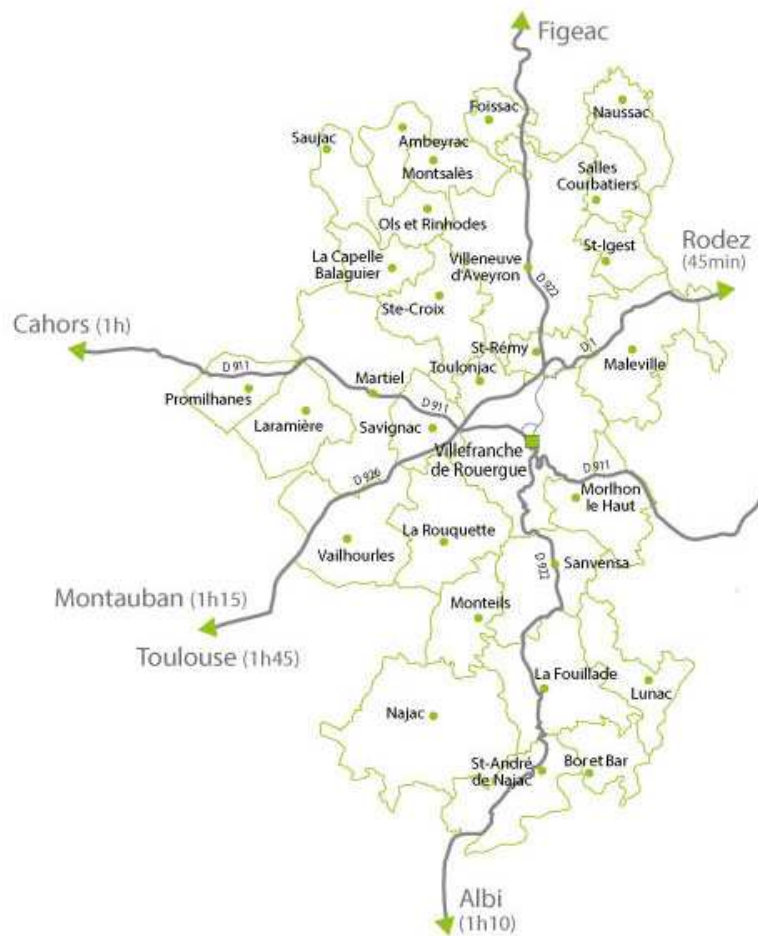 Figeac
Foissac
Naussac
Saujac
Ambeyrac
Montsalès
Salles
Courbatiers
Ols et Rinhodes
St-Igest
Rodez
(45min)
La Capelle
Balaguier
Villeneuve
d'Aveyron
D 922
Ste-Croix
Cahors (1h)
D 911
St-Rémy
D 1
Maleville
Toulonjac
Martiel
Promilhanes
D 911
Laramière
Savignac
Villefranche
de Rouergue
D 911
D 926
Morlhon
le Haut
La Rouquette
Vailhourles
D 922
Sanvensa
Montauban (1h15)
Monteils
Toulouse (1h45)
La Fouillade
Lunac
Najac
St-André
de Najac
Bor et Bar
Albi
(1h10)